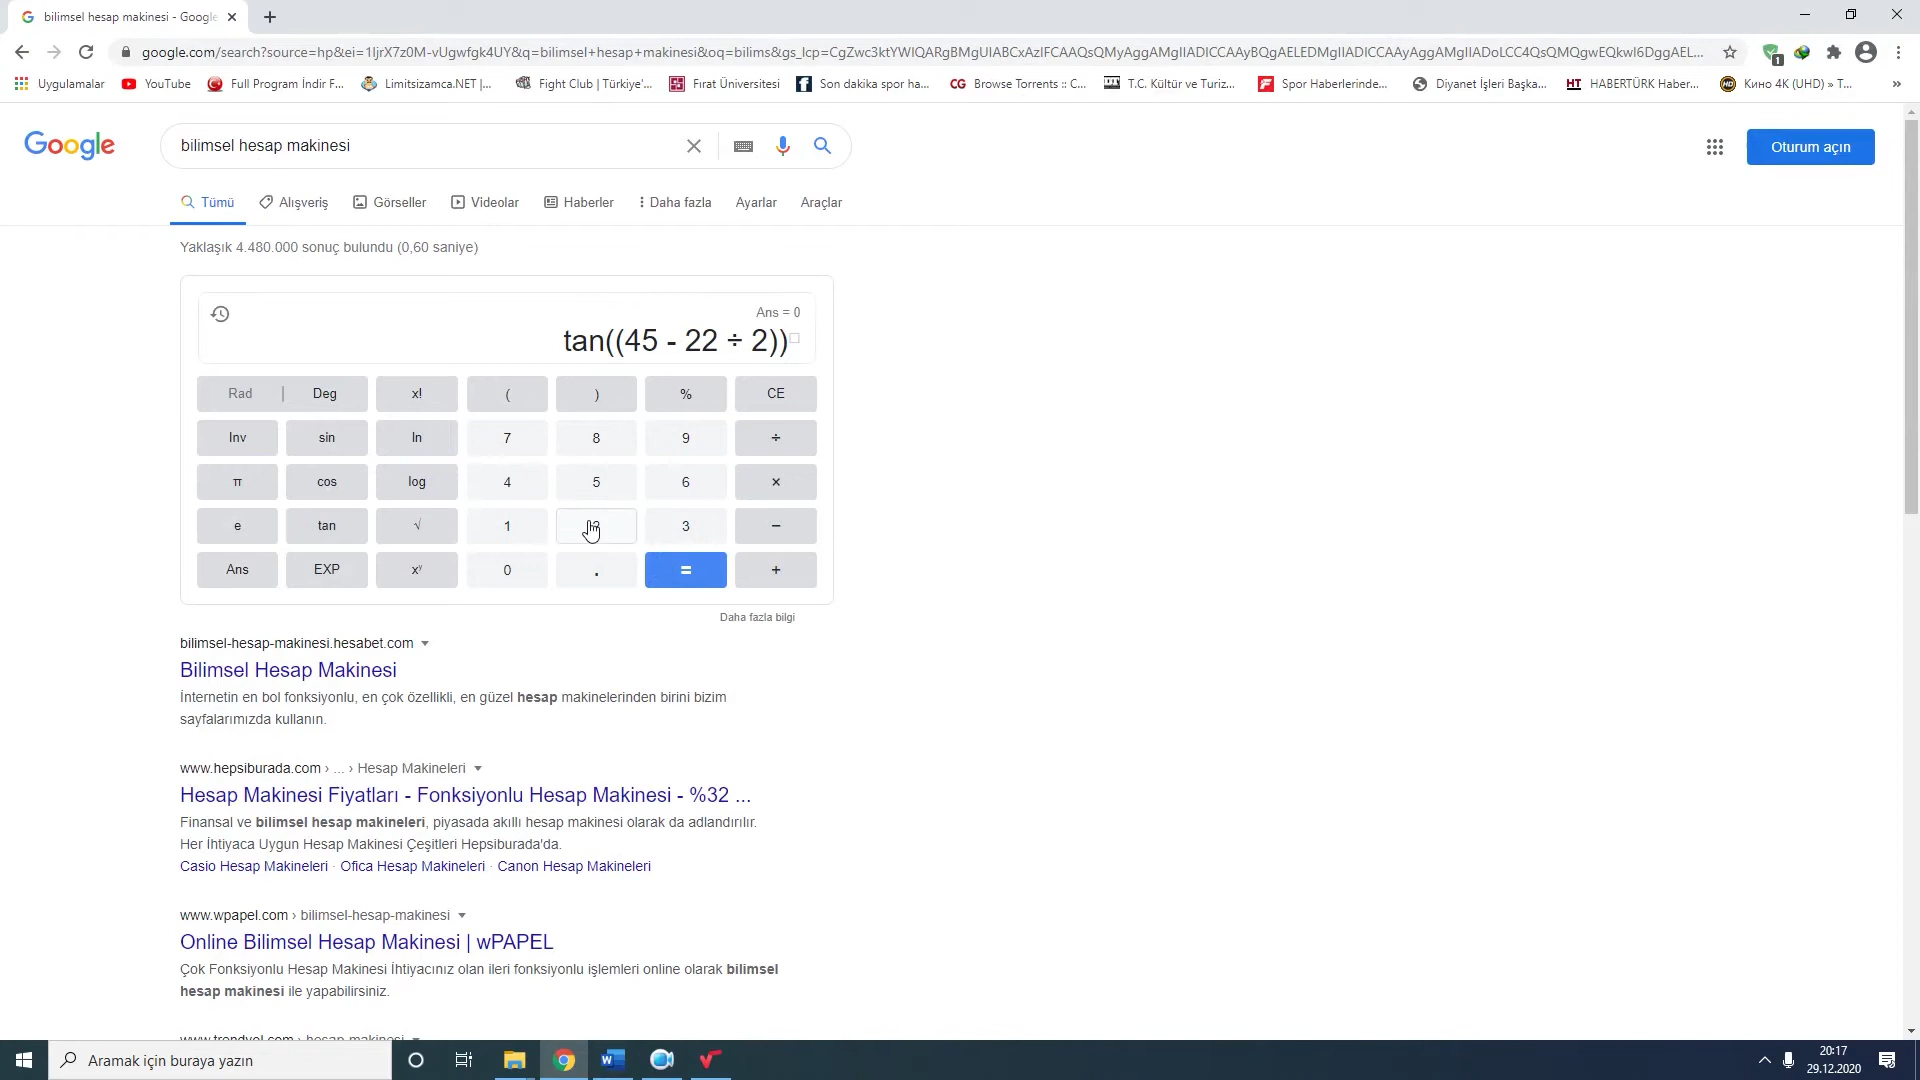 bilimsel hesap makinesi - Google
google.com/search?source=hp&ei=1IjrX7z0M-vUgwfgk4UY&q=bilimsel+hesap+makinesi&oq=bilims&gs_lcp=CgZwc3ktYWIQARgBMgUIABCxAzIFCAAQsQMyAggAMgIIADICCAAyBQgAELEDMgIIADICCAAyAggAMgIIADoLCC4QsQMQgwEQkwI6DggAEL...
Uygulamalar YouTube Full Program İndir F... Limitsizamca.NET |... Fight Club | Türkiye'... Fırat Üniversitesi Son dakika spor ha... CG Browse Torrents :: C... T.C. Kültür ve Turiz... Spor Haberlerinde... Diyanet İşleri Başka... HT HABERTÜRK Haber... Кино 4K (UHD) » T... »
Google bilimsel hesap makinesi Oturum açın
Tümü Alışveriş Görseller Videolar Haberler Daha fazla Ayarlar Araçlar
Yaklaşık 4.480.000 sonuç bulundu (0,60 saniye)
Ans = 0
tan((45 - 22 ÷ 2))
Rad | Deg x! ( ) % CE
Inv sin ln 7 8 9 ÷
π cos log 4 5 6 ×
e tan √ 1 3 −
Ans EXP xʸ 0 . = +
Daha fazla bilgi
bilimsel-hesap-makinesi.hesabet.com
Bilimsel Hesap Makinesi
İnternetin en bol fonksiyonlu, en çok özellikli, en güzel hesap makinelerinden birini bizim
sayfalarımızda kullanın.
www.hepsiburada.com › ... › Hesap Makineleri
Hesap Makinesi Fiyatları - Fonksiyonlu Hesap Makinesi - %32 ...
Finansal ve bilimsel hesap makineleri, piyasada akıllı hesap makinesi olarak da adlandırılır.
Her İhtiyaca Uygun Hesap Makinesi Çeşitleri Hepsiburada'da.
Casio Hesap Makineleri · Ofica Hesap Makineleri · Canon Hesap Makineleri
www.wpapel.com › bilimsel-hesap-makinesi
Online Bilimsel Hesap Makinesi | wPAPEL
Çok Fonksiyonlu Hesap Makinesi İhtiyacınız olan ileri fonksiyonlu işlemleri online olarak bilimsel
hesap makinesi ile yapabilirsiniz.
www.trendyol.com › hesap-makinesi
Aramak için buraya yazın
20:17
29.12.2020